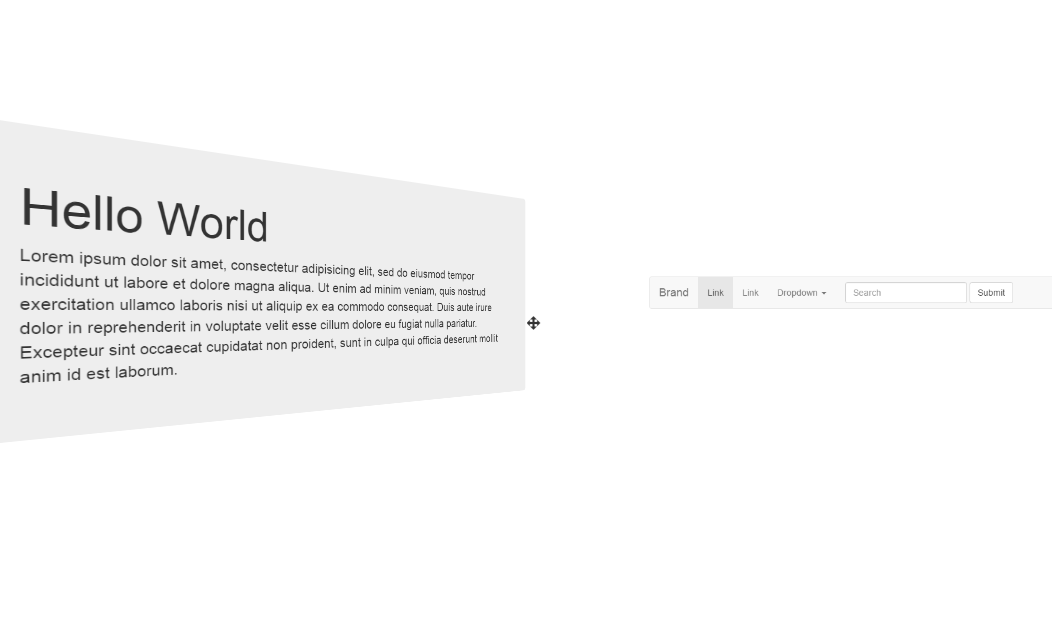 Hello World
Lorem ipsum dolor sit amet, consectetur adipisicing elit, sed do eiusmod tempor
incididunt ut labore et dolore magna aliqua. Ut enim ad minim veniam, quis nostrud
exercitation ullamco laboris nisi ut aliquip ex ea commodo consequat. Duis aute irure
dolor in reprehenderit in voluptate velit esse cillum dolore eu fugiat nulla pariatur.
Excepteur sint occaecat cupidatat non proident, sunt in culpa qui officia deserunt mollit
anim id est laborum.
Brand Link Link Dropdown Search Submit